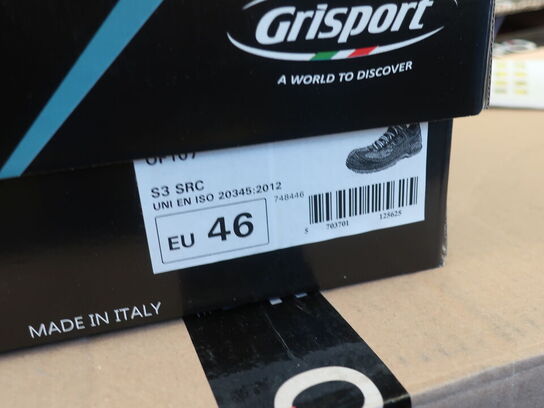 Grisport
A WORLD TO DISCOVER
S3 SRC
UNI EN ISO 20345:2012
748446
EU 46
5 703701 125625
MADE IN ITALY